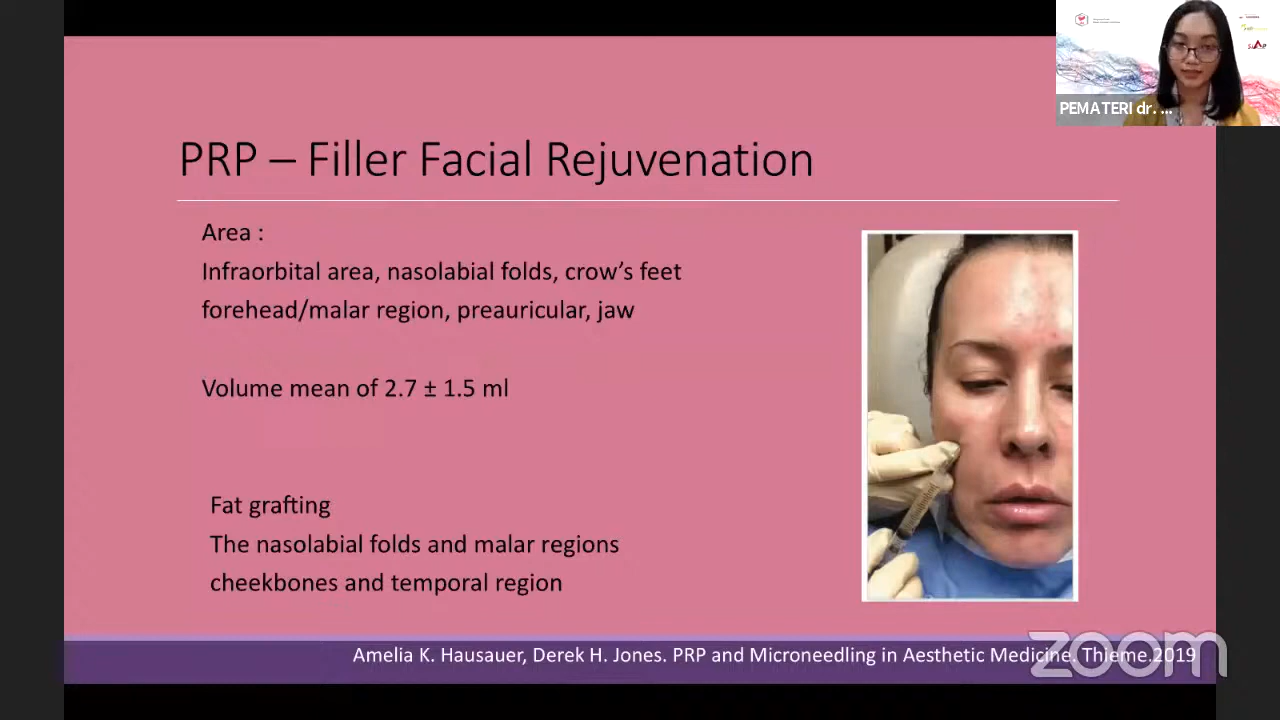 PEMATERI dr. ...
PRP – Filler Facial Rejuvenation
Area :
Infraorbital area, nasolabial folds, crow’s feet
forehead/malar region, preauricular, jaw
Volume mean of 2.7 ± 1.5 ml
Fat grafting
The nasolabial folds and malar regions
cheekbones and temporal region
Amelia K. Hausauer, Derek H. Jones. PRP and Microneedling in Aesthetic Medicine. Thieme.2019
zoom